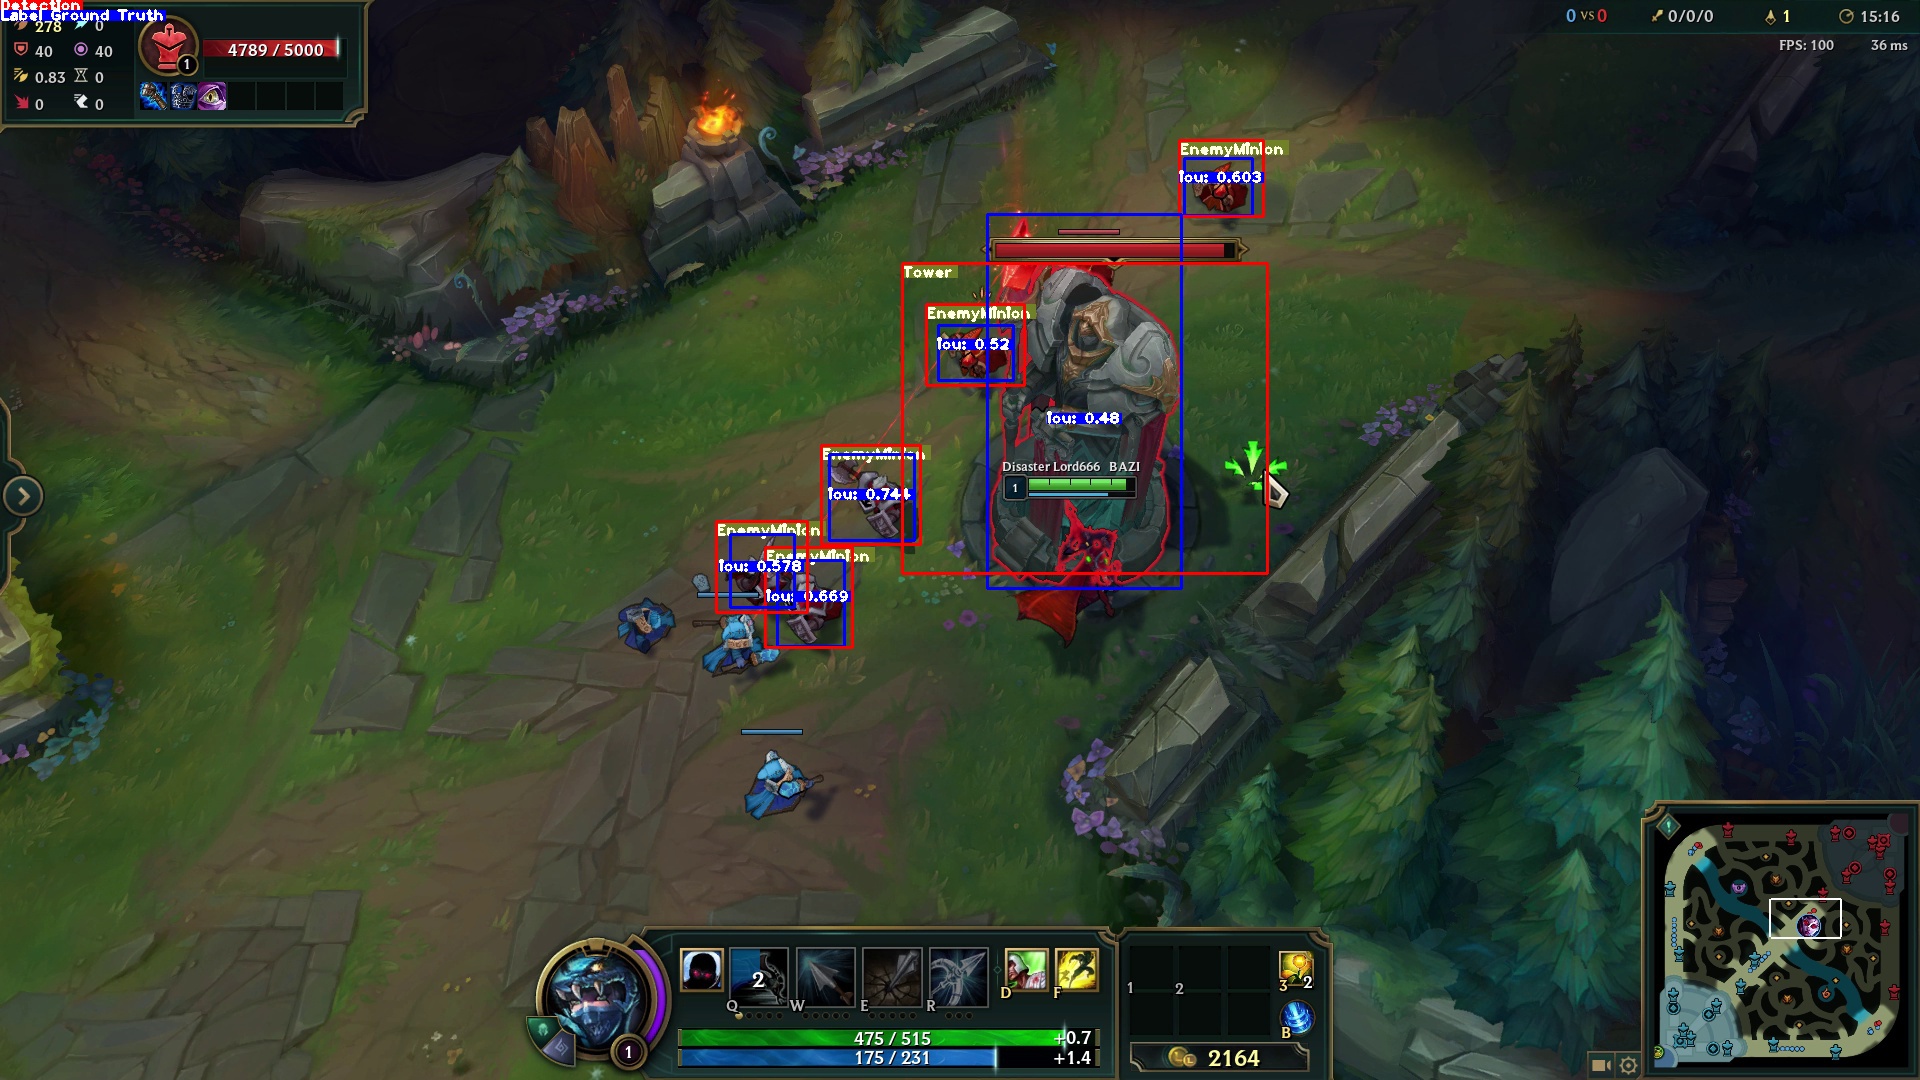 Detection
Label Ground Truth
278 0
40 40
0.83 0
0 0
1
4789 / 5000
0 vs 0
0/0/0
1
15:16
FPS: 100 36 ms
EnemyMinion
Iou: 0.603
Tower
EnemyMinion
Iou: 0.52
Iou: 0.48
EnemyMinion
Iou: 0.744
Disaster Lord666 BAZI
1
EnemyMinion
Iou: 0.578
EnemyMinion
Iou: 0.669
2
Q W E R D F
1 2 3 2
B
1
475 / 515 +0.7
175 / 231 +1.4
2164